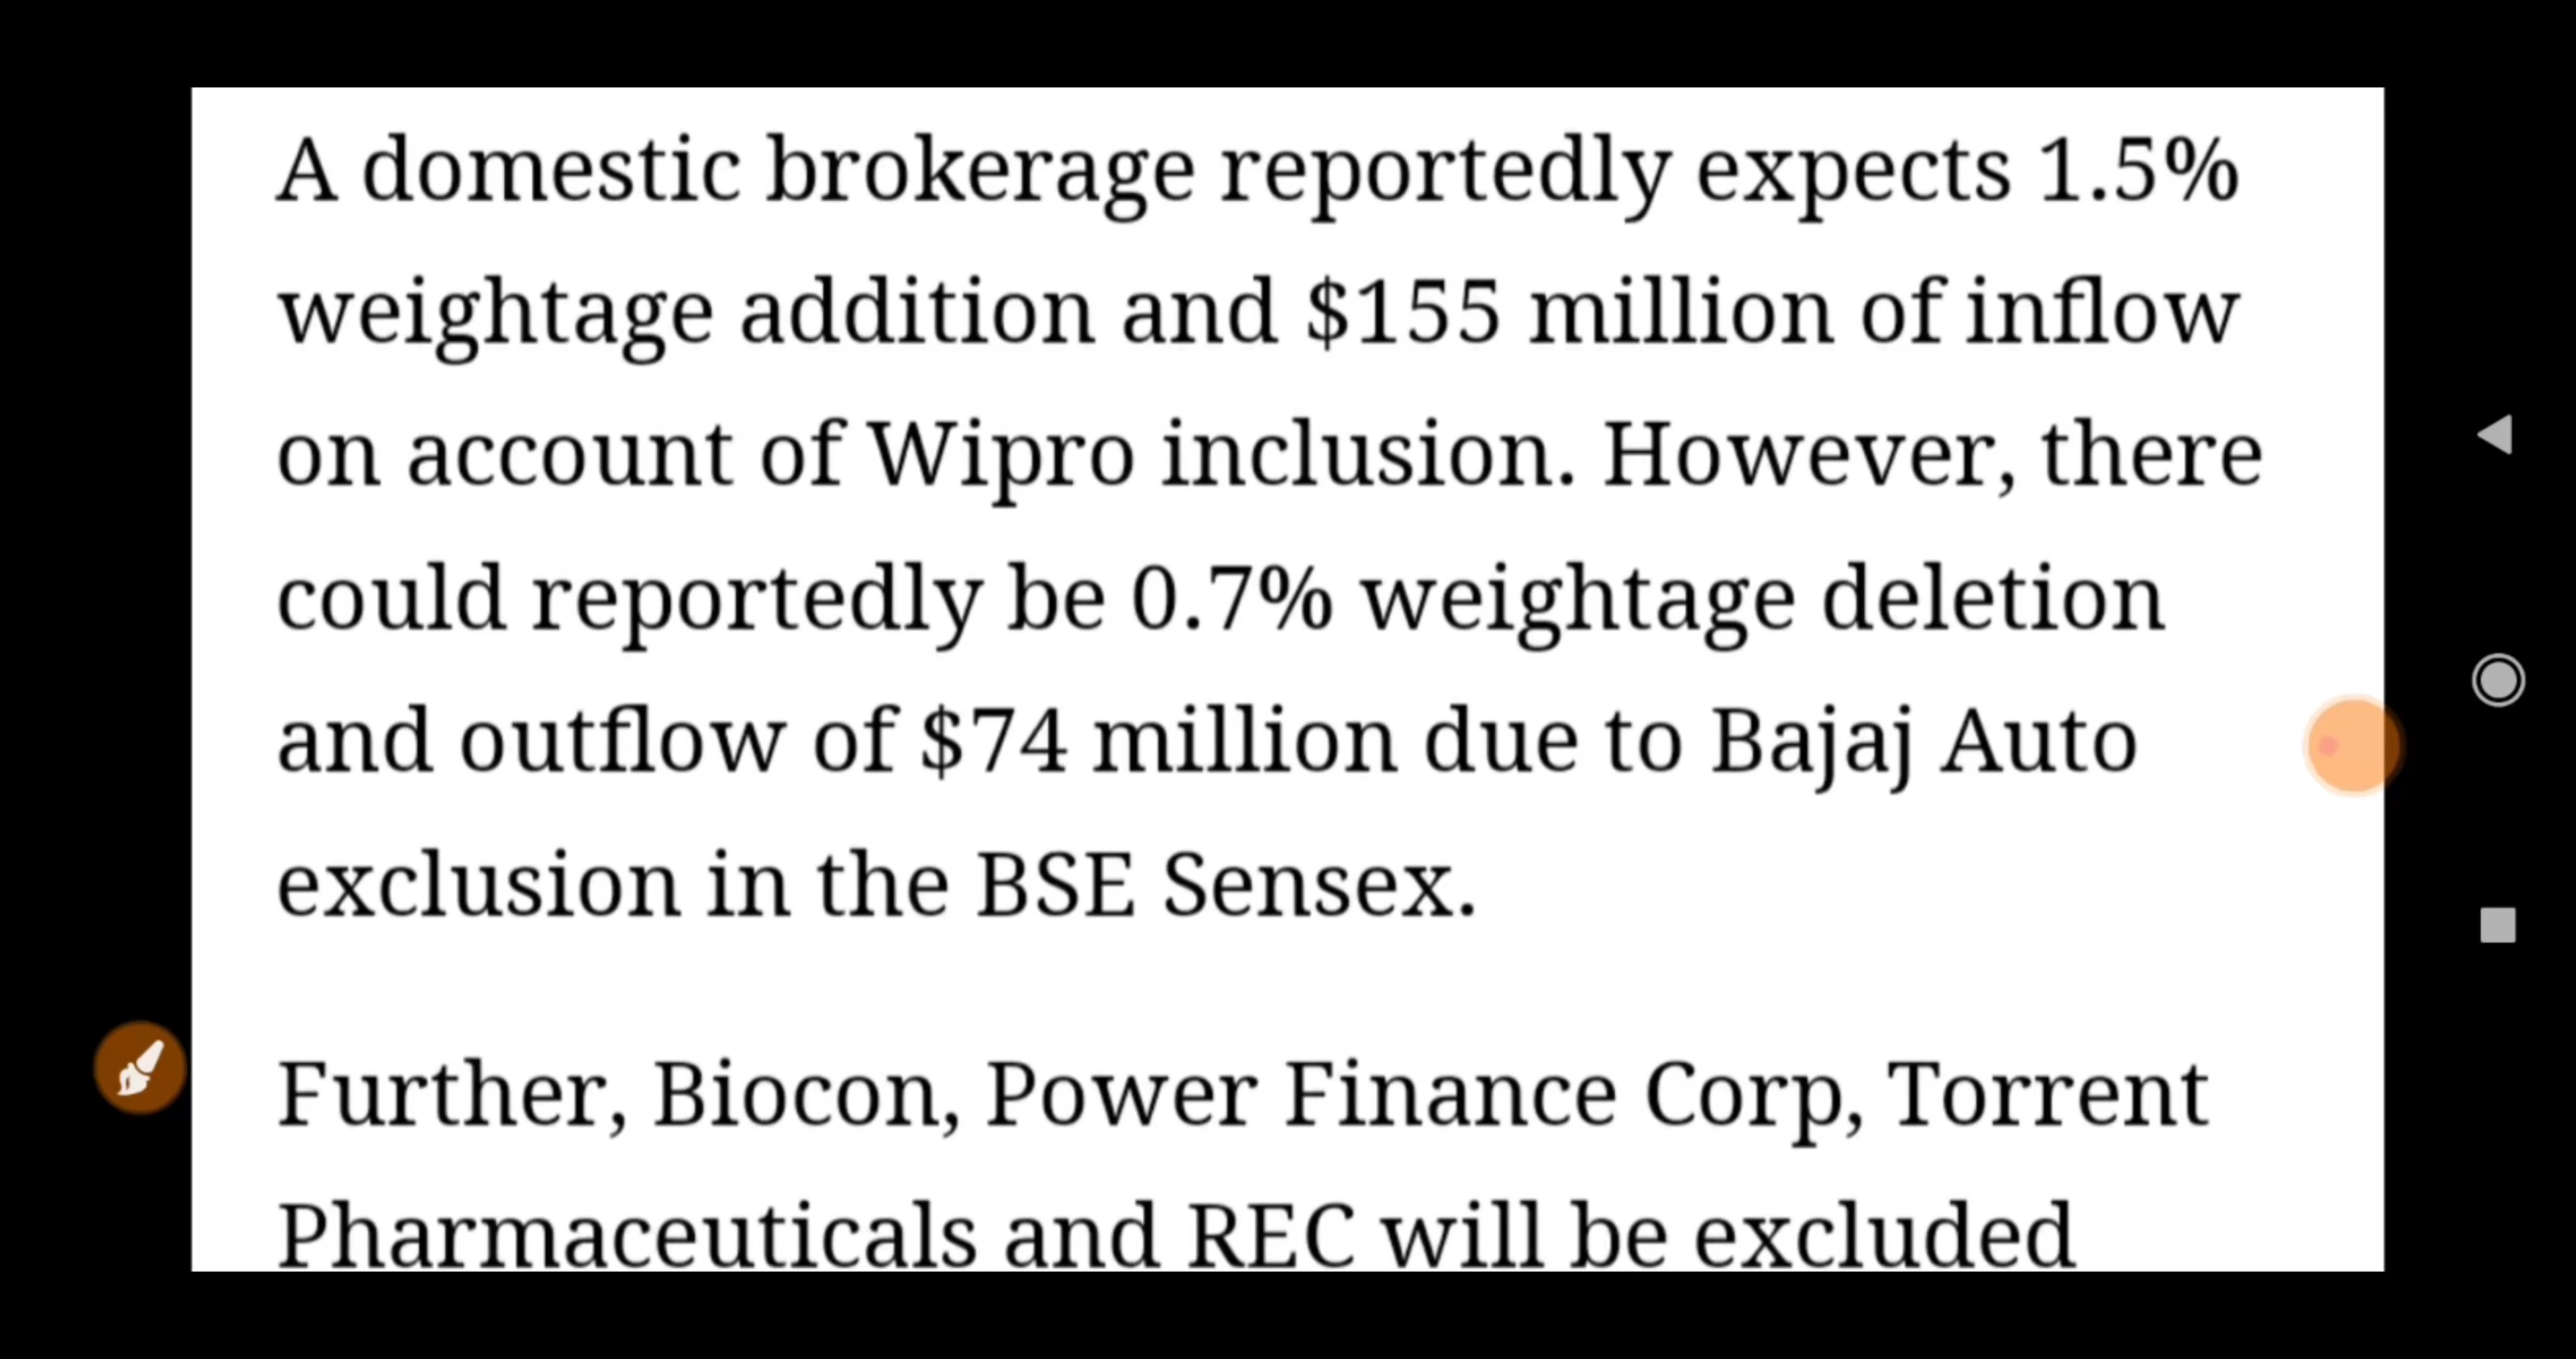 A domestic brokerage reportedly expects 1.5%
weightage addition and $155 million of inflow
on account of Wipro inclusion. However, there
could reportedly be 0.7% weightage deletion
and outflow of $74 million due to Bajaj Auto
exclusion in the BSE Sensex.
Further, Biocon, Power Finance Corp, Torrent
Pharmaceuticals and REC will be excluded